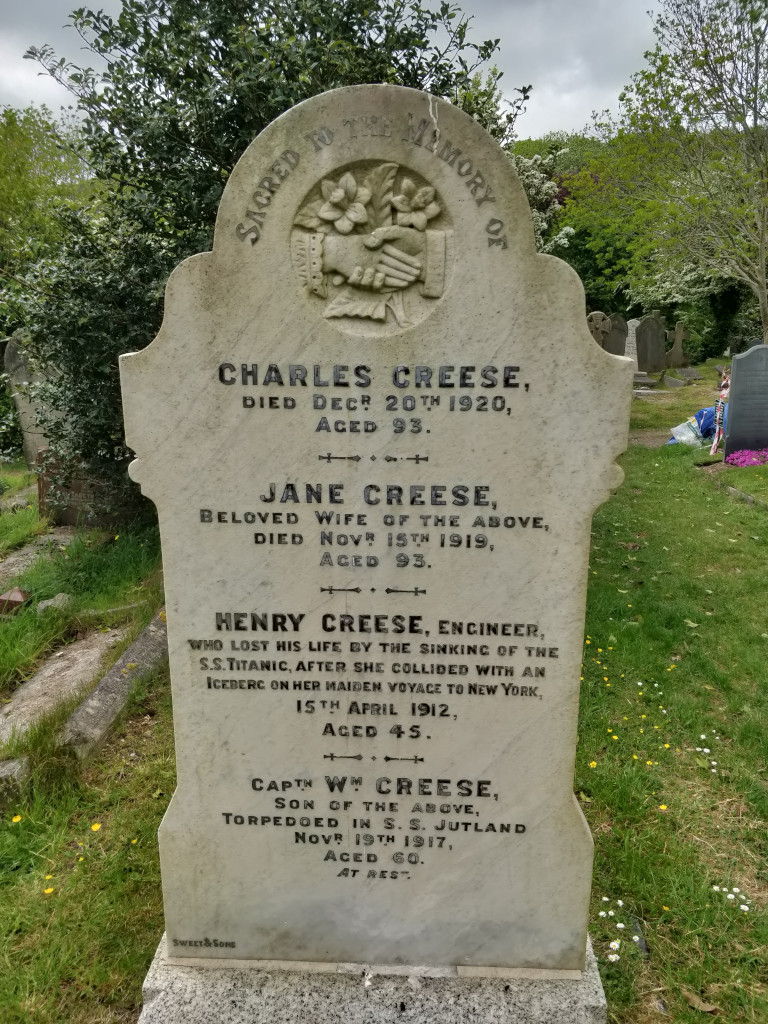 SACRED TO THE MEMORY OF
CHARLES CREESE,
DIED DECR. 20TH 1920,
AGED 93.
JANE CREESE,
BELOVED WIFE OF THE ABOVE,
DIED NOVR. 15TH 1919,
AGED 93.
HENRY CREESE, ENGINEER,
WHO LOST HIS LIFE BY THE SINKING OF THE
S.S. TITANIC, AFTER SHE COLLIDED WITH AN
ICEBERG ON HER MAIDEN VOYAGE TO NEW YORK,
15TH APRIL 1912,
AGED 45.
CAPTN WM CREESE,
SON OF THE ABOVE,
TORPEDOED IN S.S. JUTLAND
NOVR 19TH 1917,
AGED 60.
AT REST.
SWEET & SONS